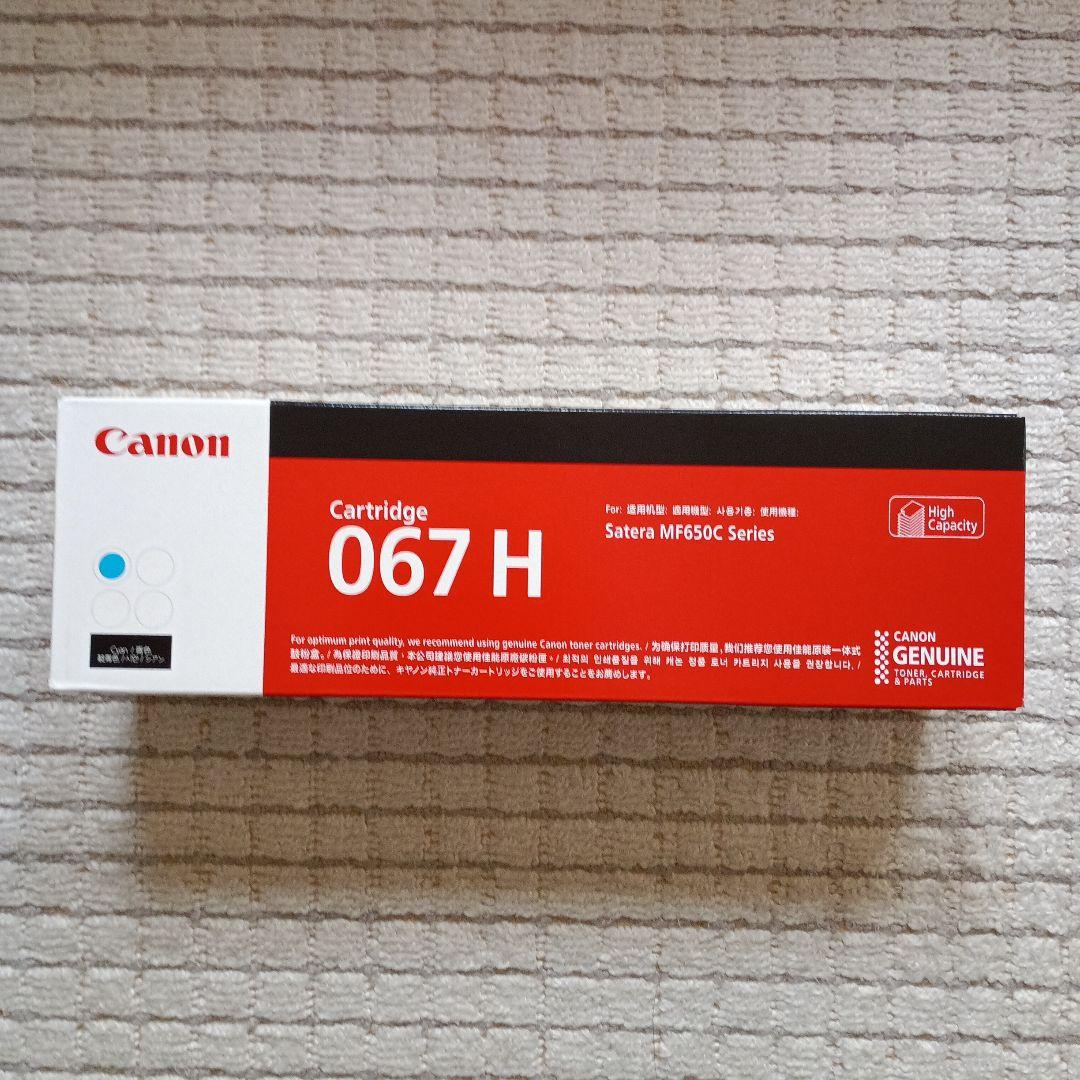 Canon
Cartridge
067 H
For: 适用机型: 適用機型: 사용기종: 使用機種:
Satera MF650C Series
High
Capacity
Cyan / 青色
For optimum print quality, we recommend using genuine Canon toner cartridges. / 为确保打印质量,我们推荐您使用佳能原装一体式
鼓粉盒。/ 為保證印刷品質,本公司建議您使用佳能原廠碳粉匣。/ 최적의 인쇄품질을 위해 캐논 정품 토너 카트리지 사용을 권장합니다. /
最適な印刷品位のために、キヤノン純正トナーカートリッジをご使用することをお薦めします。
CANON
GENUINE
TONER, CARTRIDGE
& PARTS